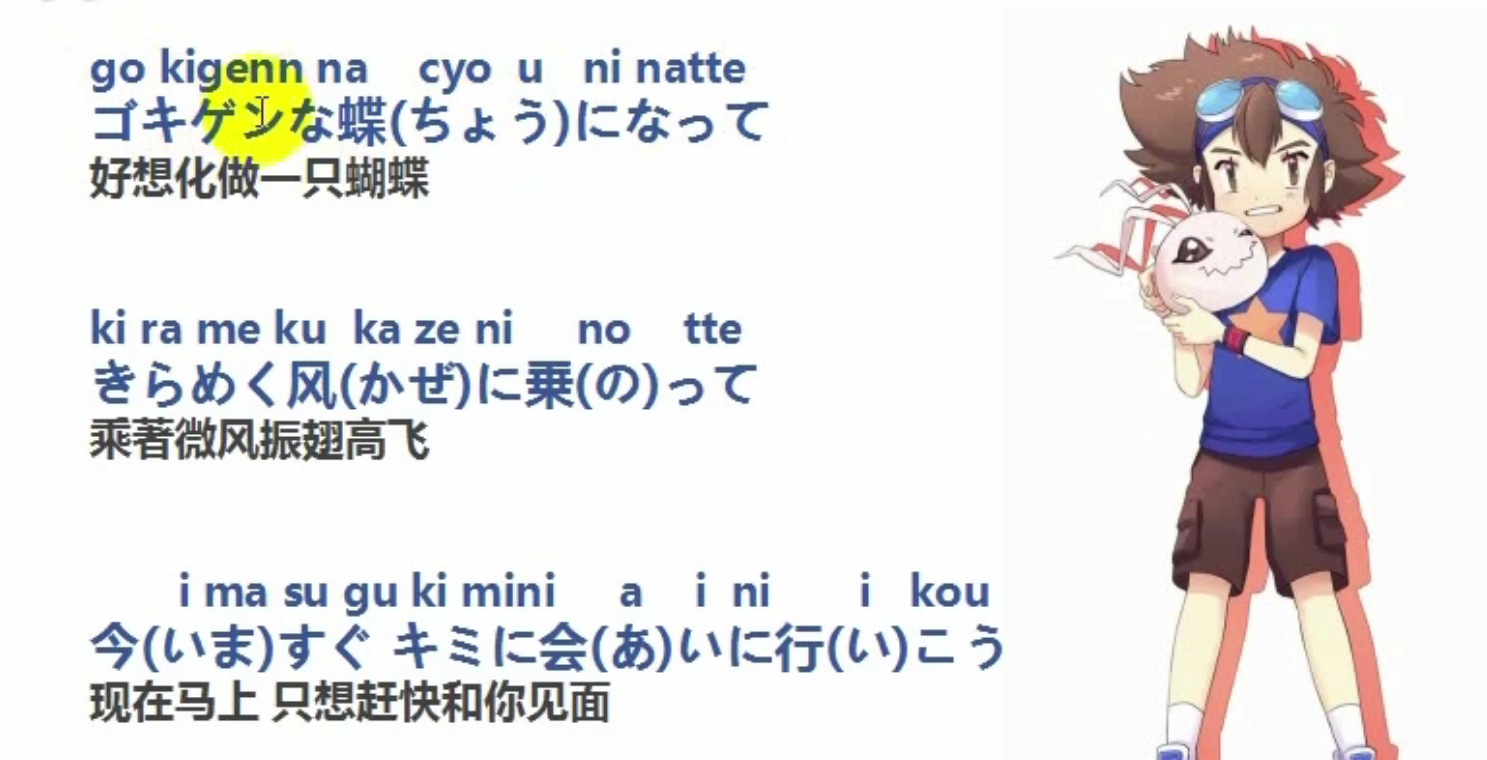 go kigenn na cyo u ni natte
ゴキゲンな蝶(ちょう)になって
好想化做一只蝴蝶
ki ra me ku ka ze ni no tte
きらめく风(かぜ)に乗(の)って
乘著微风振翅高飞
i ma su gu ki mini a i ni i kou
今(いま)すぐ キミに会(あ)いに行(い)こう
现在马上 只想赶快和你见面